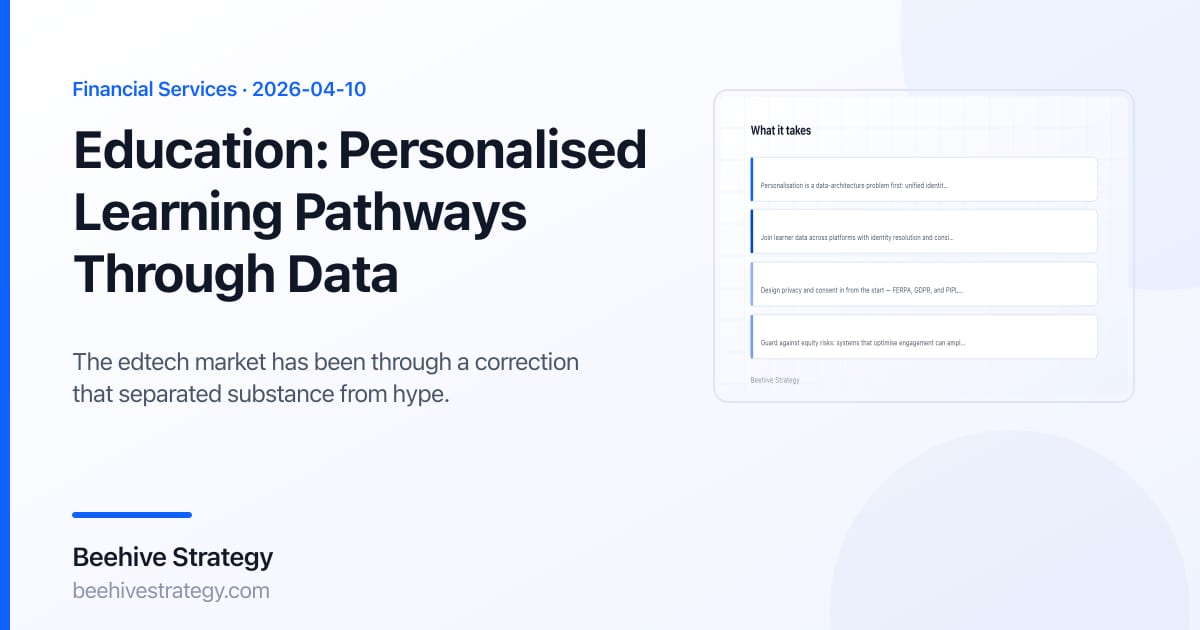 Financial Services · 2026-04-10
Education: Personalised
Learning Pathways
Through Data
The edtech market has been through a correction
that separated substance from hype.
Beehive Strategy
beehivestrategy.com
What it takes
Personalisation is a data-architecture problem first: unified identit...
Join learner data across platforms with identity resolution and consi...
Design privacy and consent in from the start — FERPA, GDPR, and PIPL...
Guard against equity risks: systems that optimise engagement can ampl...
Beehive Strategy